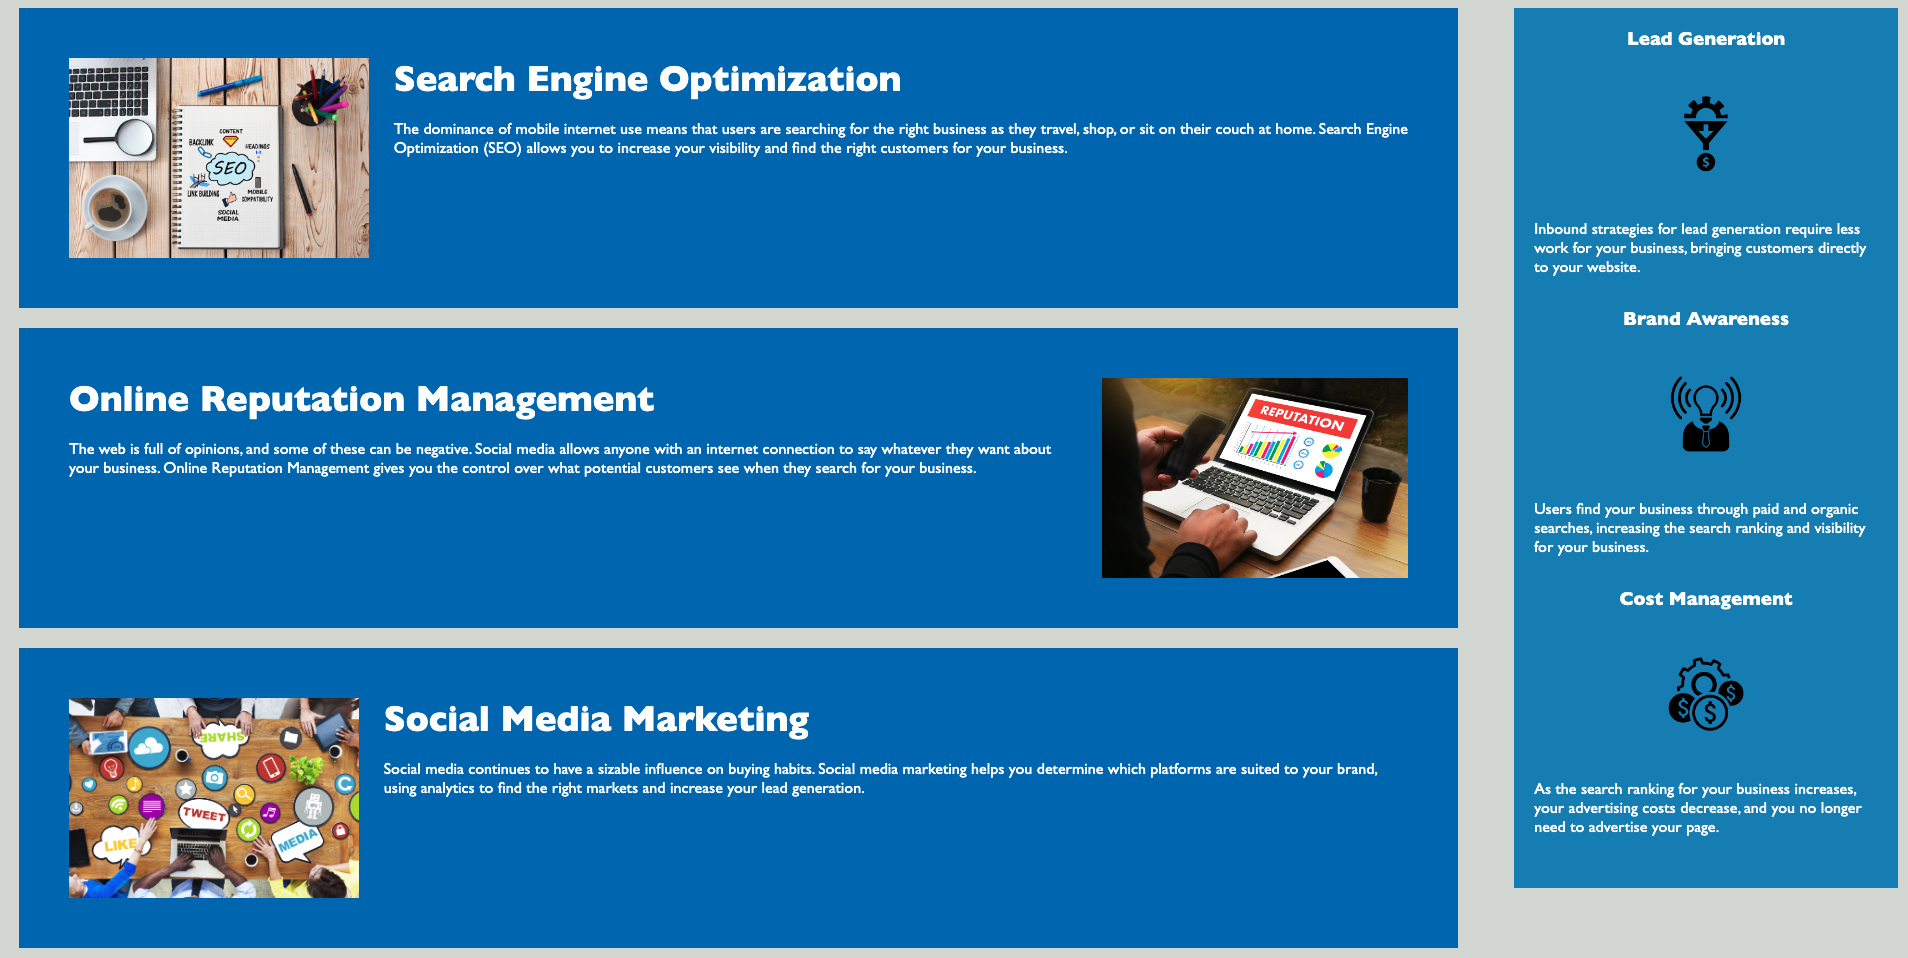 Search Engine Optimization
The dominance of mobile internet use means that users are searching for the right business as they travel, shop, or sit on their couch at home. Search Engine
Optimization (SEO) allows you to increase your visibility and find the right customers for your business.
CONTENT
BACKLINK
HEADINGS
SEO
LINK BUILDING
MOBILE
COMPATIBILITY
SOCIAL
MEDIA
Online Reputation Management
The web is full of opinions, and some of these can be negative. Social media allows anyone with an internet connection to say whatever they want about
your business. Online Reputation Management gives you the control over what potential customers see when they search for your business.
REPUTATION
Social Media Marketing
Social media continues to have a sizable influence on buying habits. Social media marketing helps you determine which platforms are suited to your brand,
using analytics to find the right markets and increase your lead generation.
SHARE
TWEET
LIKE
MEDIA
Lead Generation
$
Inbound strategies for lead generation require less
work for your business, bringing customers directly
to your website.
Brand Awareness
Users find your business through paid and organic
searches, increasing the search ranking and visibility
for your business.
Cost Management
$
$
$
As the search ranking for your business increases,
your advertising costs decrease, and you no longer
need to advertise your page.